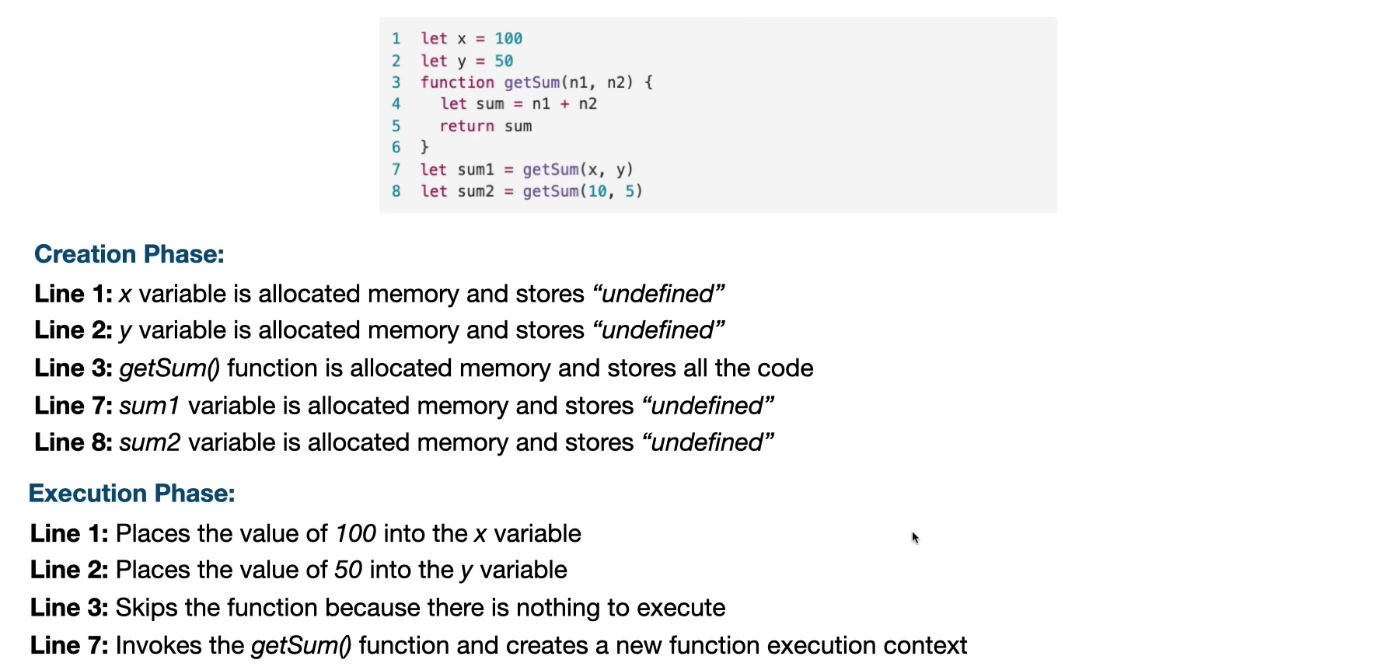 1 let x = 100
2 let y = 50
3 function getSum(n1, n2) {
4   let sum = n1 + n2
5   return sum
6 }
7 let sum1 = getSum(x, y)
8 let sum2 = getSum(10, 5)
Creation Phase:
Line 1: x variable is allocated memory and stores “undefined”
Line 2: y variable is allocated memory and stores “undefined”
Line 3: getSum() function is allocated memory and stores all the code
Line 7: sum1 variable is allocated memory and stores “undefined”
Line 8: sum2 variable is allocated memory and stores “undefined”
Execution Phase:
Line 1: Places the value of 100 into the x variable
Line 2: Places the value of 50 into the y variable
Line 3: Skips the function because there is nothing to execute
Line 7: Invokes the getSum() function and creates a new function execution context